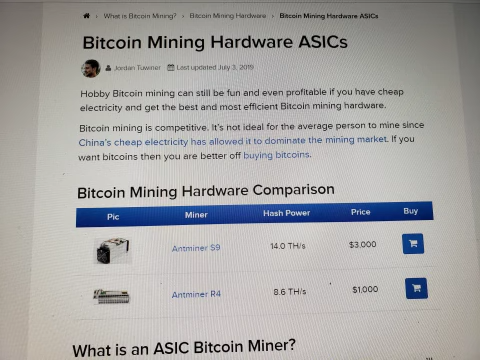 What is Bitcoin Mining? › Bitcoin Mining Hardware › Bitcoin Mining Hardware ASICs
Bitcoin Mining Hardware ASICs
Jordan Tuwiner Last updated July 3, 2019
Hobby Bitcoin mining can still be fun and even profitable if you have cheap
electricity and get the best and most efficient Bitcoin mining hardware.
Bitcoin mining is competitive. It's not ideal for the average person to mine since
China's cheap electricity has allowed it to dominate the mining market. If you
want bitcoins then you are better off buying bitcoins.
Bitcoin Mining Hardware Comparison
Pic Miner Hash Power Price Buy
Antminer S9 14.0 TH/s $3,000
Antminer R4 8.6 TH/s $1,000
What is an ASIC Bitcoin Miner?